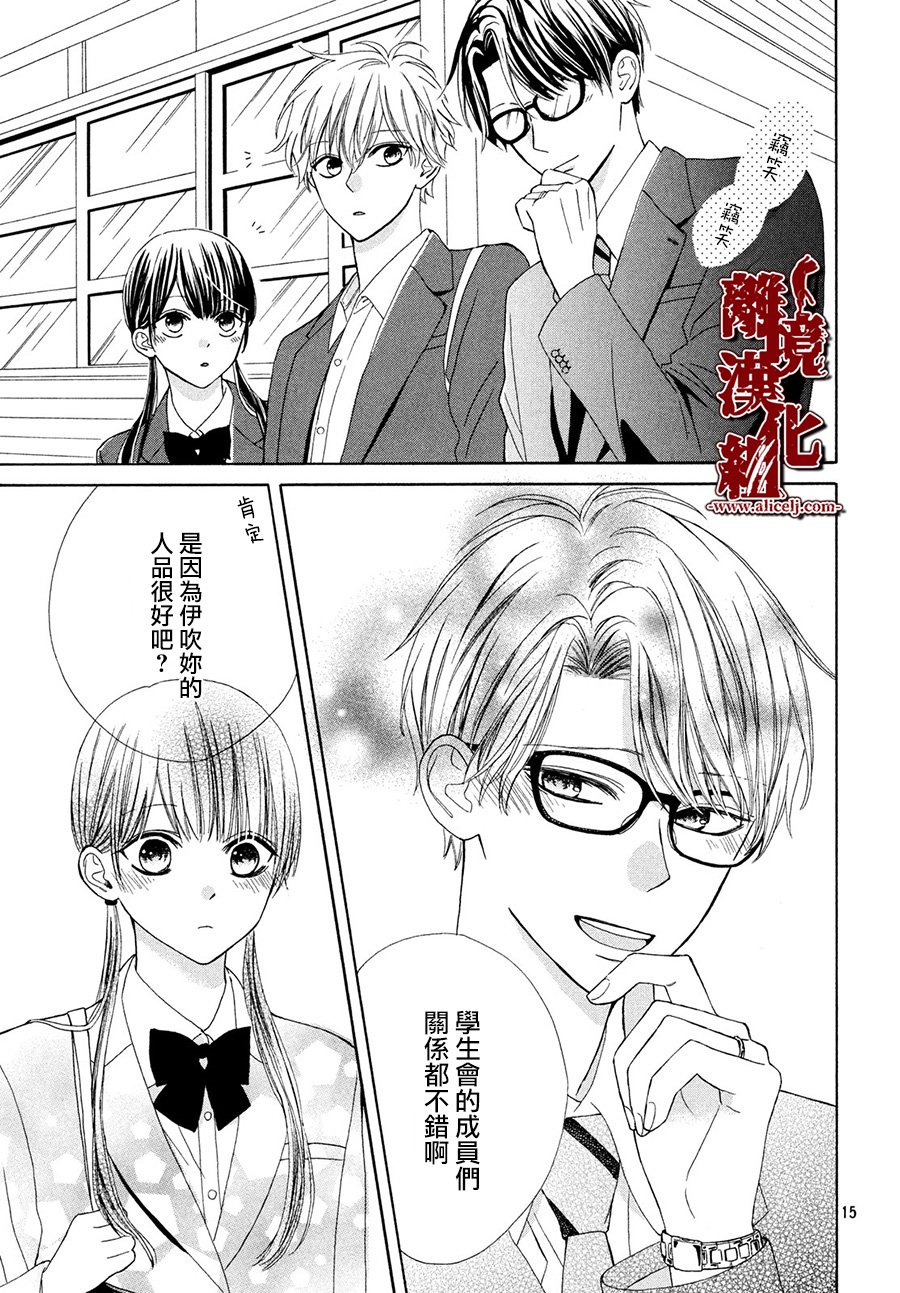 竊笑
竊笑
離境
漢化
組
-www.alicelj.com-
學生會的成員們
關係都不錯啊
肯定
是因為伊吹妳的
人品很好吧？
15